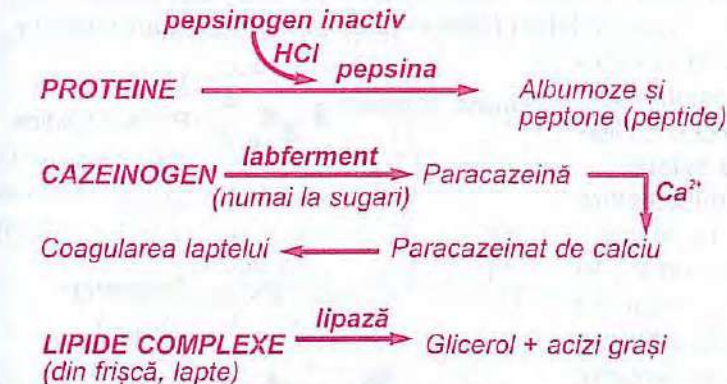 pepsinogen inactiv
HCl
pepsina
PROTEINE
Albumoze și
peptone (peptide)
labferment
CAZEINOGEN
Paracazeină
(numai la sugari)
Ca²⁺
Coagularea laptelui
Paracazeinat de calciu
lipază
LIPIDE COMPLEXE
Glicerol + acizi grași
(din frișcă, lapte)